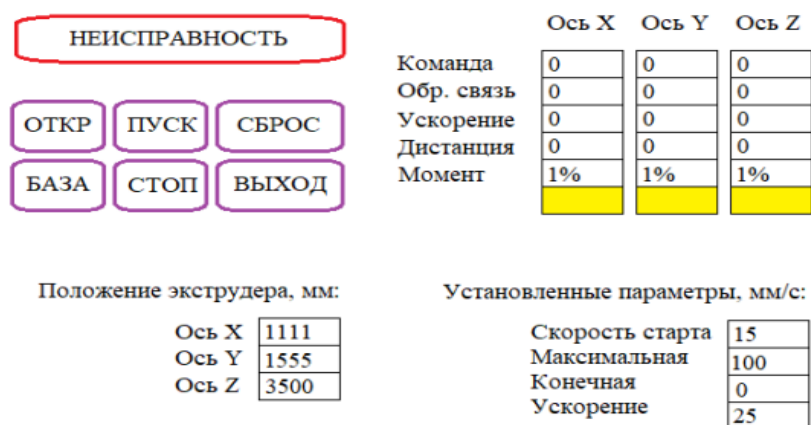 НЕИСПРАВНОСТЬ
ОТКР ПУСК СБРОС
БАЗА СТОП ВЫХОД
Ось X Ось Y Ось Z
Команда 0 0 0
Обр. связь 0 0 0
Ускорение 0 0 0
Дистанция 0 0 0
Момент 1% 1% 1%
Положение экструдера, мм:
Ось X 1111
Ось Y 1555
Ось Z 3500
Установленные параметры, мм/с:
Скорость старта 15
Максимальная 100
Конечная 0
Ускорение 25